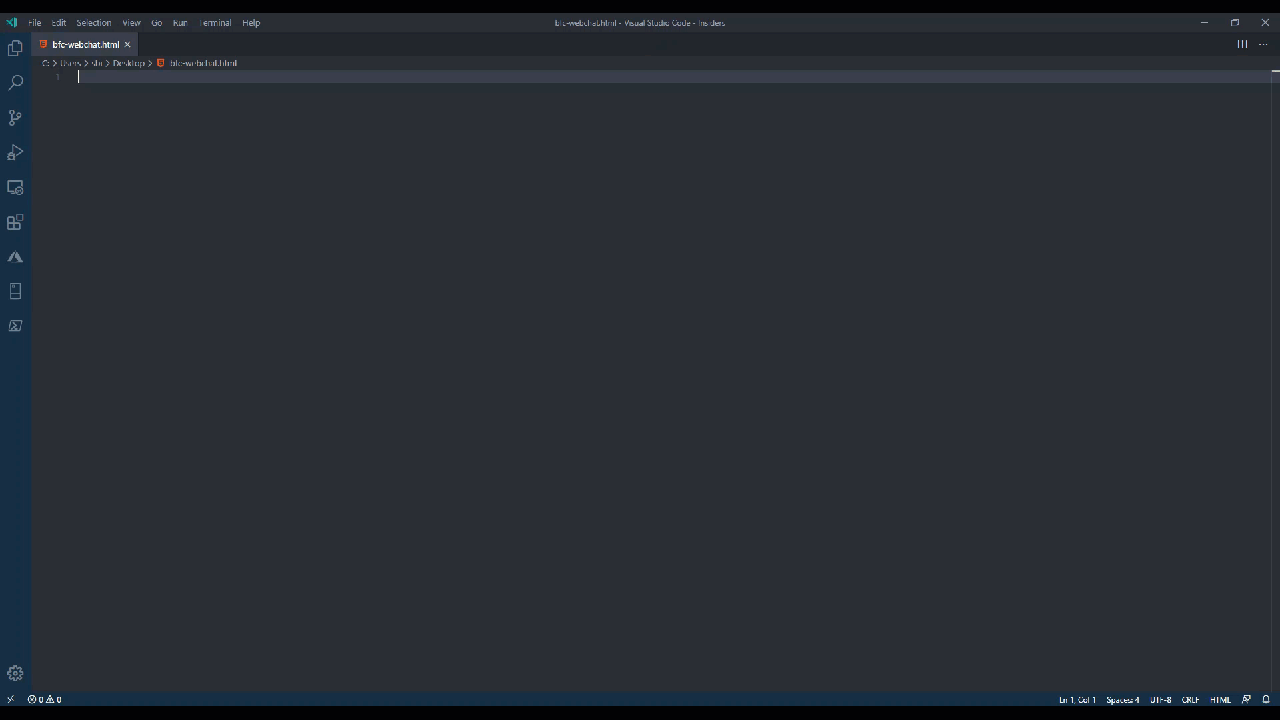 File Edit Selection View Go Run Terminal Help
bfc-webchat.html - Visual Studio Code - Insiders
bfc-webchat.html
C: > Users > > Desktop > bfc-webchat.html
1
0 0
Ln 1, Col 1 Spaces: 4 UTF-8 CRLF HTML